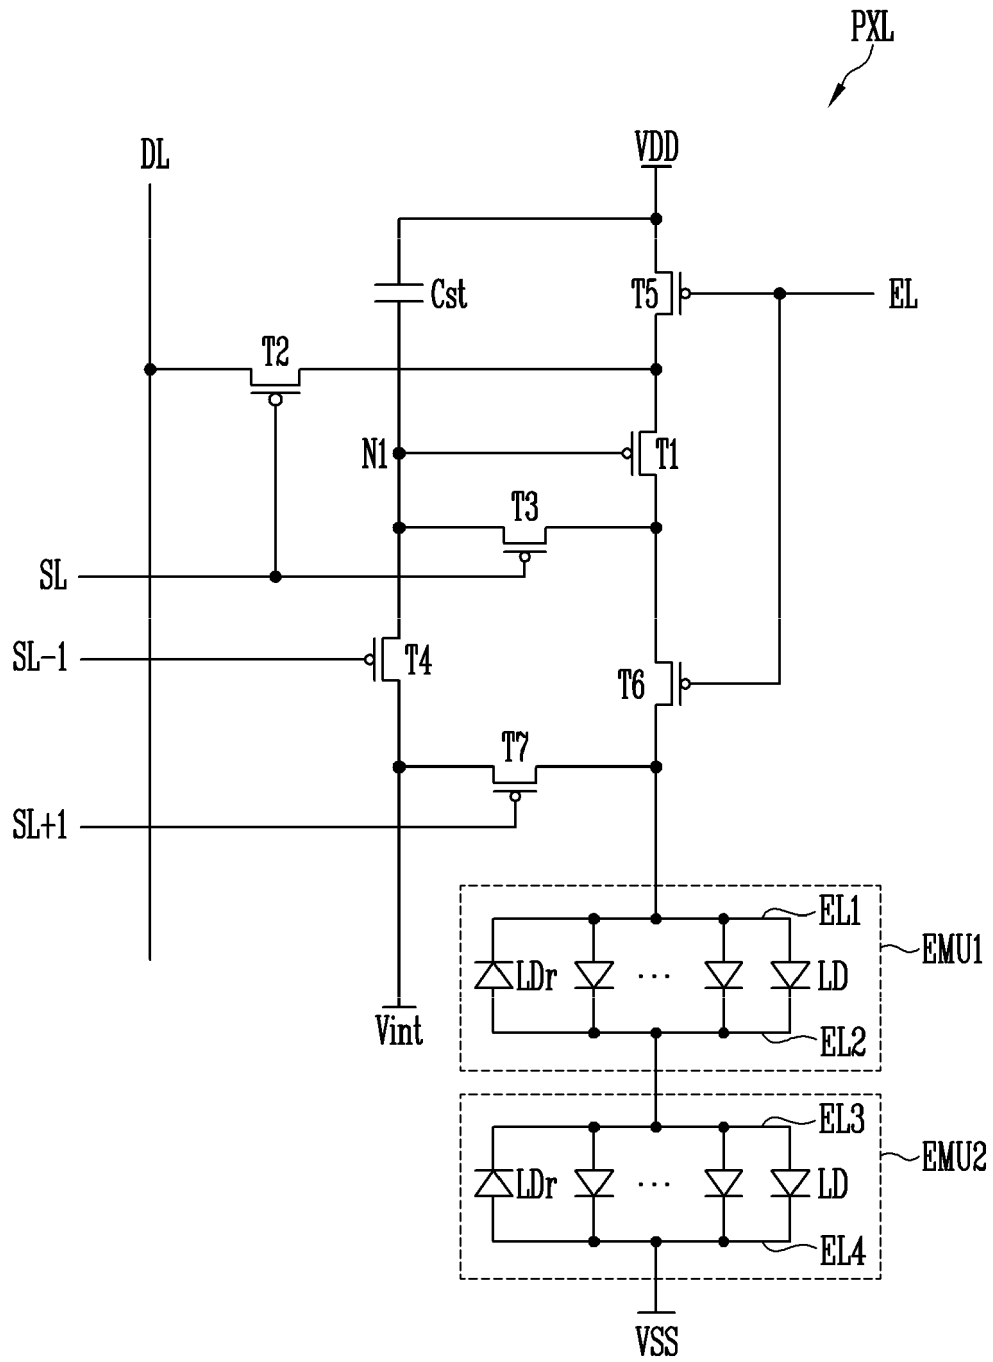 PXL
DL
VDD
Cst
T5
EL
T2
N1
T1
T3
SL
SL-1
T4
T6
T7
SL+1
EL1
EMU1
LDr
...
LD
Vint
EL2
EL3
EMU2
LDr
...
LD
EL4
VSS